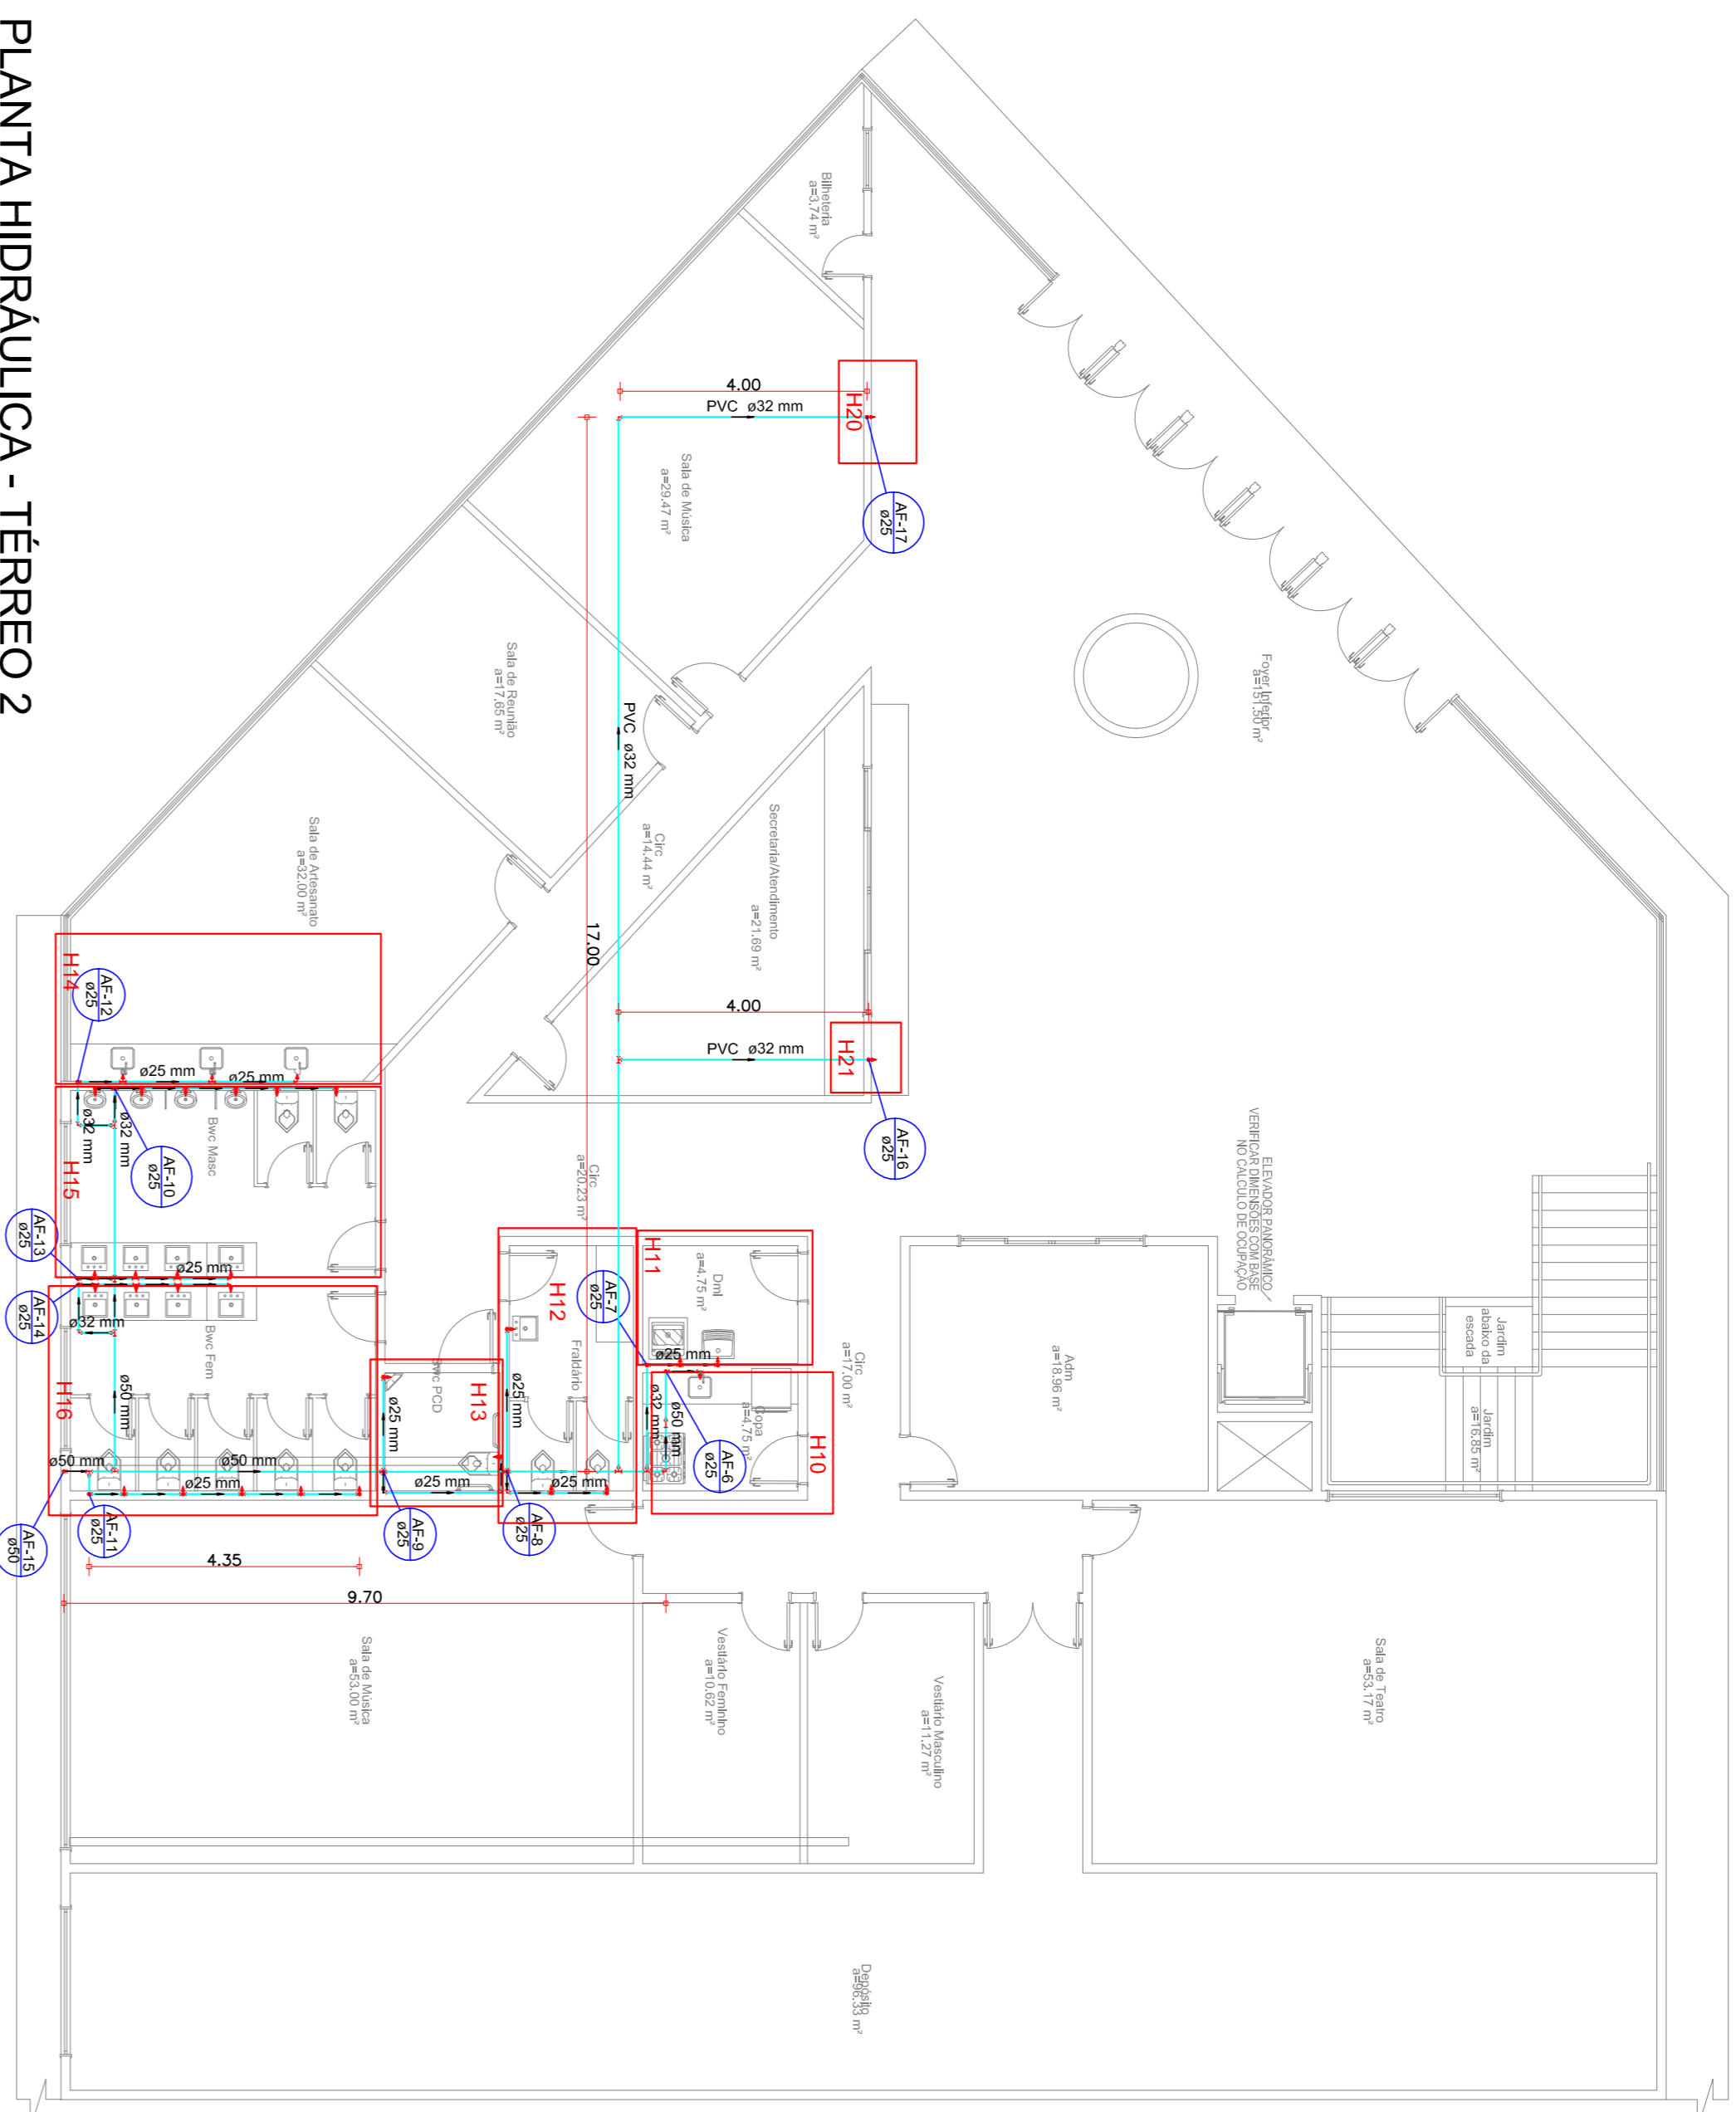 PLANTA HIDRÁULICA - TÉRREO 2
Bilheteria
a=3.74 m²
4.00
PVC ø32 mm
H20
AF-17
ø25
Sala de Música
a=29.47 m²
Foyer Inferior
a=151.50 m²
Sala de Reunião
a=17.65 m²
PVC ø32 mm
Circ
a=14.44 m²
Secretaria/Atendimento
a=21.69 m²
Sala de Artesanato
a=32.00 m²
17.00
4.00
PVC ø32 mm
H21
AF-16
ø25
H14
AF-12
ø25
ø25 mm
ø25 mm
ø32 mm
ø32 mm
Bwc Masc
AF-10
ø25
H15
AF-13
ø25
ø25 mm
AF-14
ø25
ø32 mm
Bwc Fem
H16
ø50 mm
ø50 mm
ø50 mm
ø25 mm
AF-15
ø50
AF-11
ø25
4.35
9.70
Circ
a=20.23 m²
ELEVADOR PANORÂMICO
VERIFICAR DIMENSÕES COM BASE
NO CALCULO DE OCUPAÇÃO
Jardim
abaixo da
escada
Jardim
a=16.85 m²
H11
Dml
a=4.75 m²
AF-7
ø25
H12
Fraldário
ø25 mm
ø25 mm
Bwc PCD
H13
ø25 mm
ø25 mm
ø25 mm
AF-9
ø25
AF-8
ø25
ø32 mm
ø50 mm
Copa
a=4.75 m²
AF-6
ø25
H10
Circ
a=17.00 m²
Adm
a=18.96 m²
Sala de Música
a=53.00 m²
Vestiário Feminino
a=10.62 m²
Vestiário Masculino
a=11.27 m²
Sala de Teatro
a=53.17 m²
Depósito
a=96.33 m²